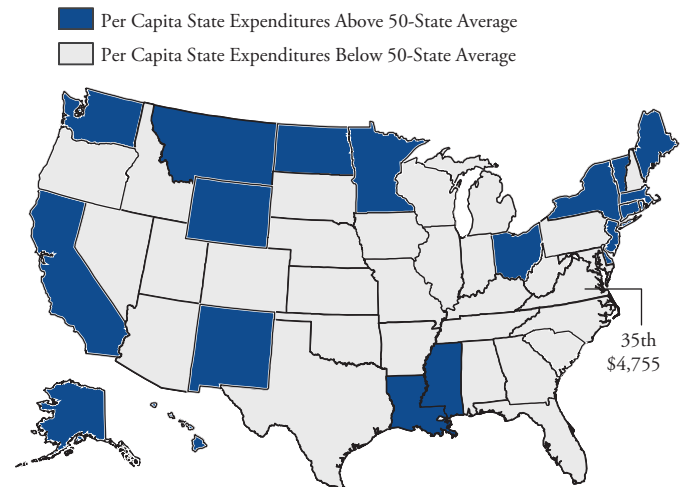 Per Capita State Expenditures Above 50-State Average
Per Capita State Expenditures Below 50-State Average
35th
$4,755